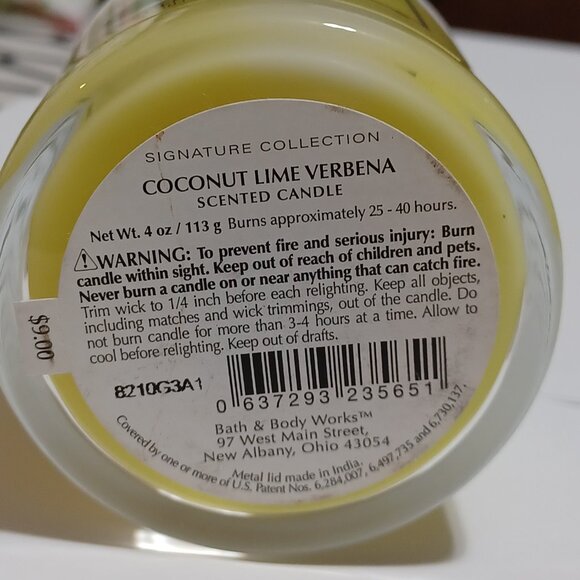 SIGNATURE COLLECTION
COCONUT LIME VERBENA
SCENTED CANDLE
Net Wt. 4 oz / 113 g Burns approximately 25 - 40 hours.
⚠WARNING: To prevent fire and serious injury: Burn
candle within sight. Keep out of reach of children and pets.
Never burn a candle on or near anything that can catch fire.
Trim wick to 1/4 inch before each relighting. Keep all objects,
including matches and wick trimmings, out of the candle. Do
not burn candle for more than 3-4 hours at a time. Allow to
cool before relighting. Keep out of drafts.
$9.00
8210G3A1
0 637293 235651
Bath & Body Works™
97 West Main Street,
New Albany, Ohio 43054
Metal lid made in India.
Covered by one or more of U.S. Patent Nos. 6,284,007, 6,497,735 and 6,730,137.